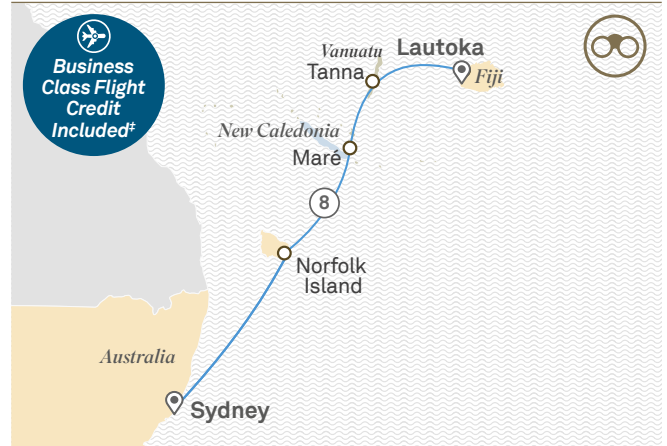 Business
Class Flight
Credit
Included‡
Vanuatu
Tanna
Lautoka
Fiji
New Caledonia
Maré
8
Norfolk
Island
Australia
Sydney